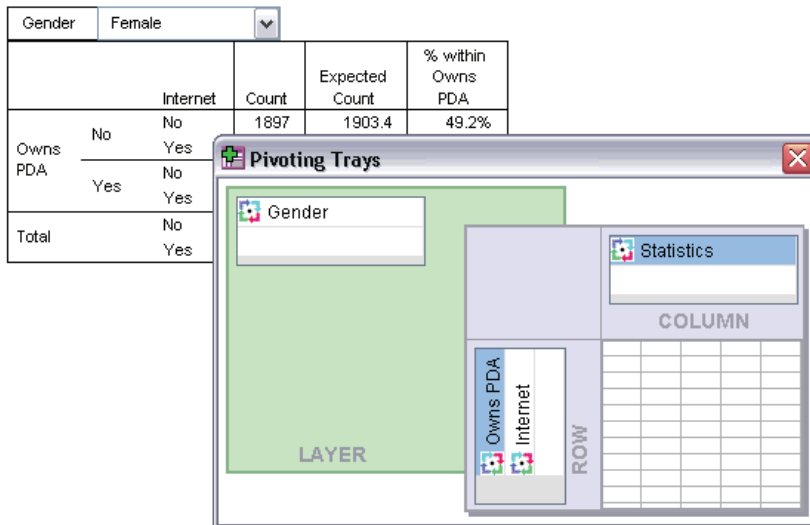 Gender Female
Internet Count Expected Count % within Owns PDA
Owns PDA No No 1897 1903.4 49.2%
Yes
Yes No
Yes
Total No
Yes
Pivoting Trays
Gender
Statistics
COLUMN
Owns PDA
Internet
ROW
LAYER